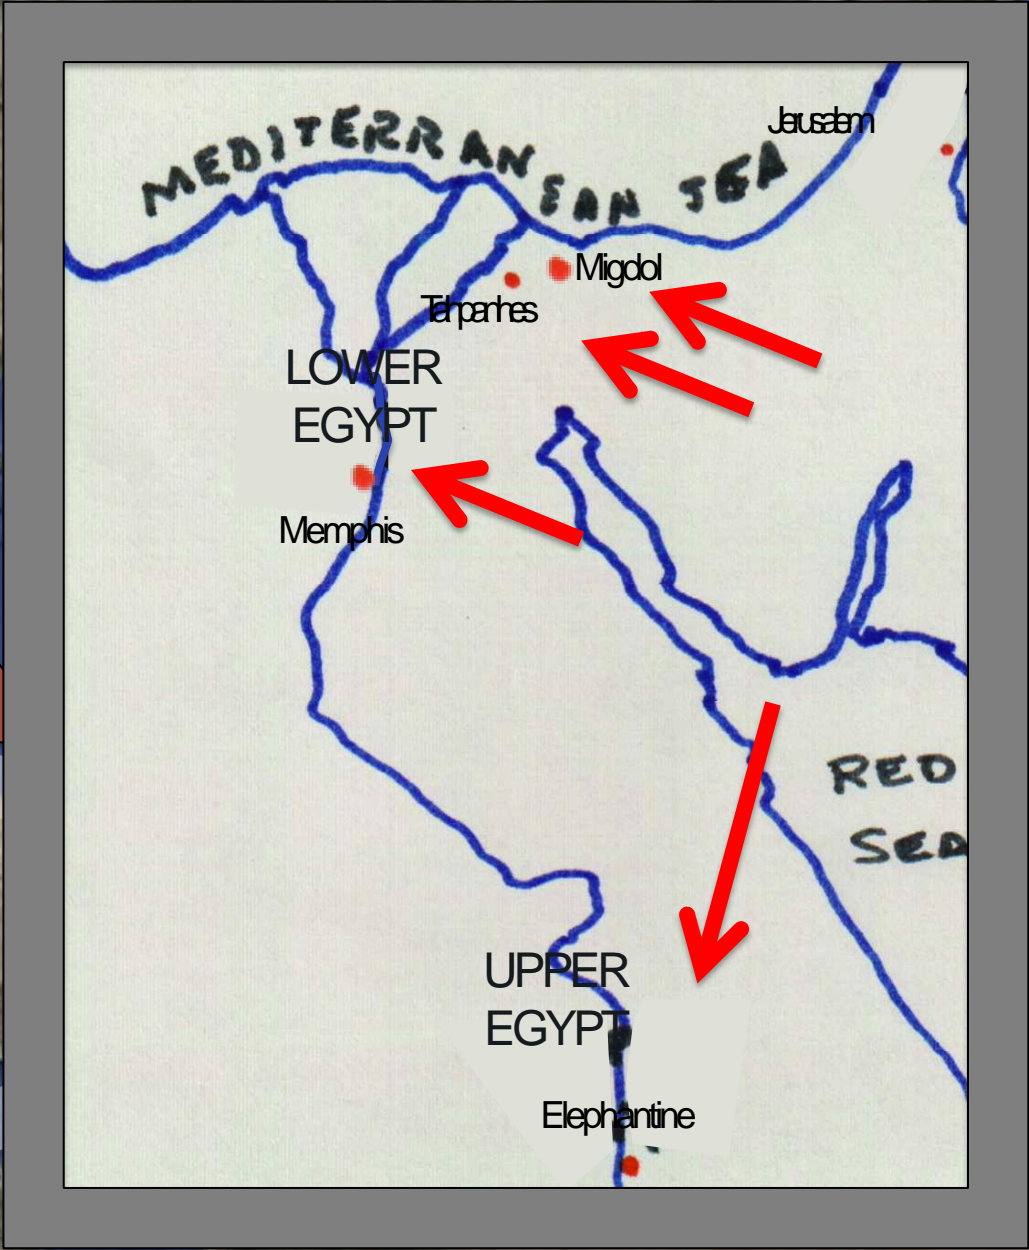 Jerusalem
MEDITERRANEAN SEA
Migdol
Tahpanhes
LOWER
EGYPT
Memphis
RED
SEA
UPPER
EGYPT
Elephantine